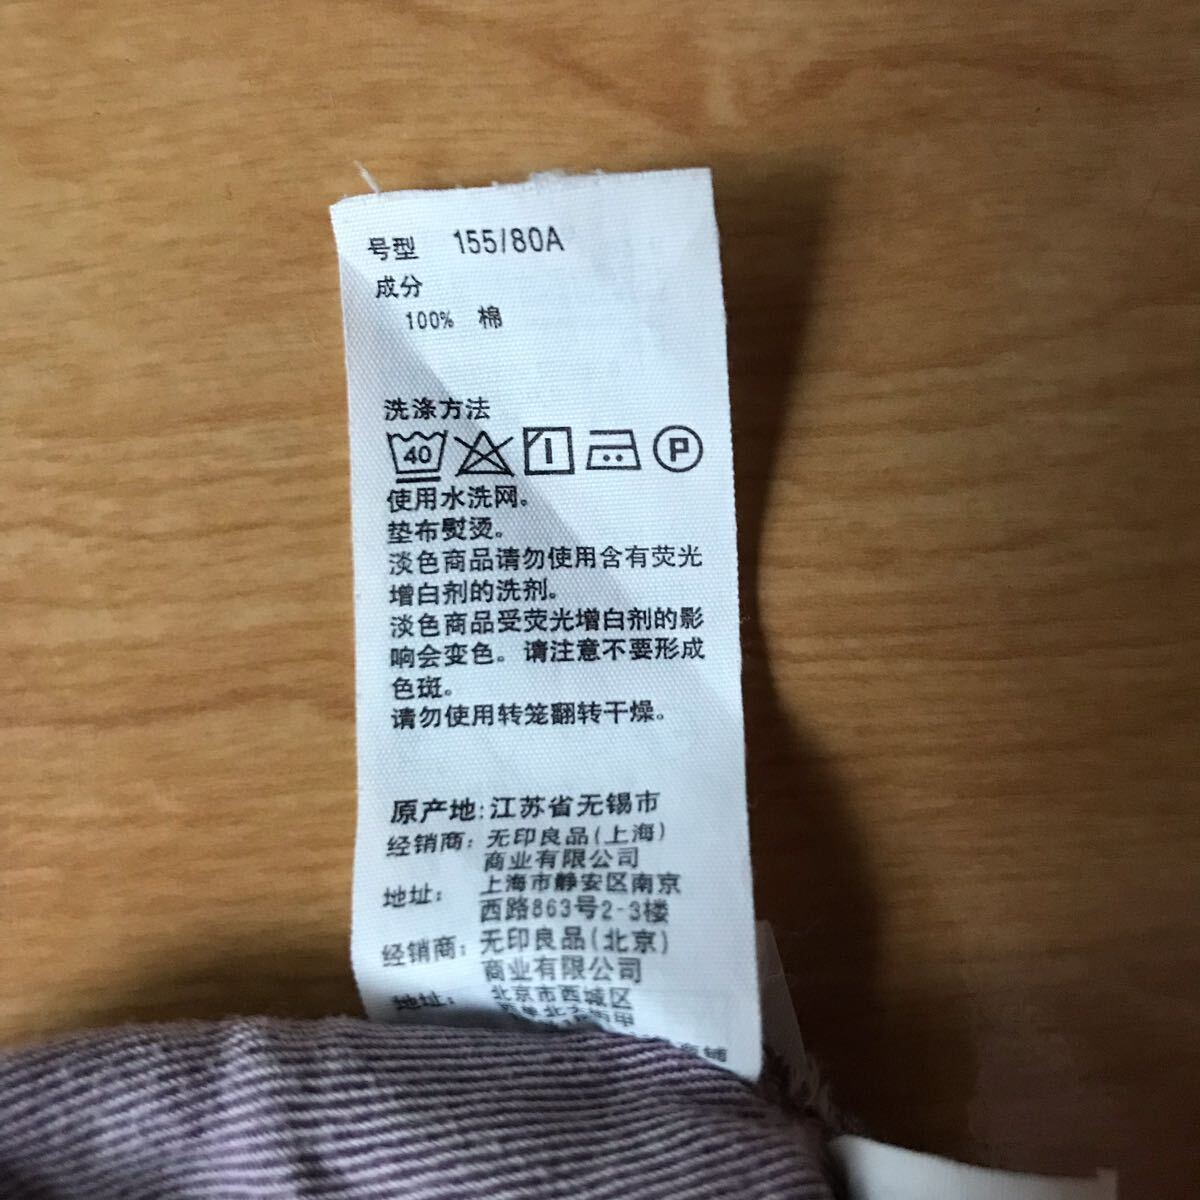 号型 155/80A
成分
100% 棉
洗涤方法
40 P
使用水洗网。
垫布熨烫。
淡色商品请勿使用含有荧光
增白剂的洗剂。
淡色商品受荧光增白剂的影
响会变色。请注意不要形成
色斑。
请勿使用转笼翻转干燥。
原产地:江苏省无锡市
经销商: 无印良品(上海)
商业有限公司
地址: 上海市静安区南京
西路863号2-3楼
经销商: 无印良品(北京)
商业有限公司
地址: 北京市西城区